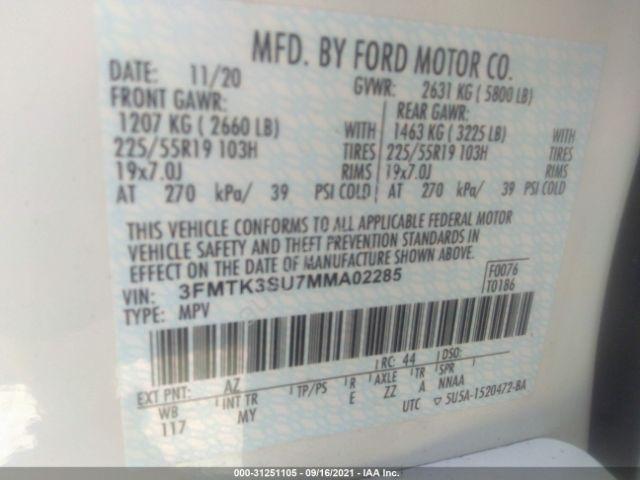 MFD. BY FORD MOTOR CO.
DATE: 11/20 GVWR: 2631 KG ( 5800 LB)
FRONT GAWR: REAR GAWR:
1207 KG ( 2660 LB) WITH 1463 KG ( 3225 LB) WITH
225/55R19 103H TIRES 225/55R19 103H TIRES
19x7.0J RIMS 19x7.0J RIMS
AT 270 kPa/ 39 PSI COLD AT 270 kPa/ 39 PSI COLD
THIS VEHICLE CONFORMS TO ALL APPLICABLE FEDERAL MOTOR
VEHICLE SAFETY AND THEFT PREVENTION STANDARDS IN
EFFECT ON THE DATE OF MANUFACTURE SHOWN ABOVE.
VIN: 3FMTK3SU7MMA02285 F0076
TYPE: MPV T0186
RC: 44 DSO:
EXT PNT: AZ
WB INT TR TP/PS R AXLE TR SPR
117 MY E ZZ A NNAA
UTC ▽ 5U5A-1520472-BA
000-31251105 - 09/16/2021 - IAA Inc.